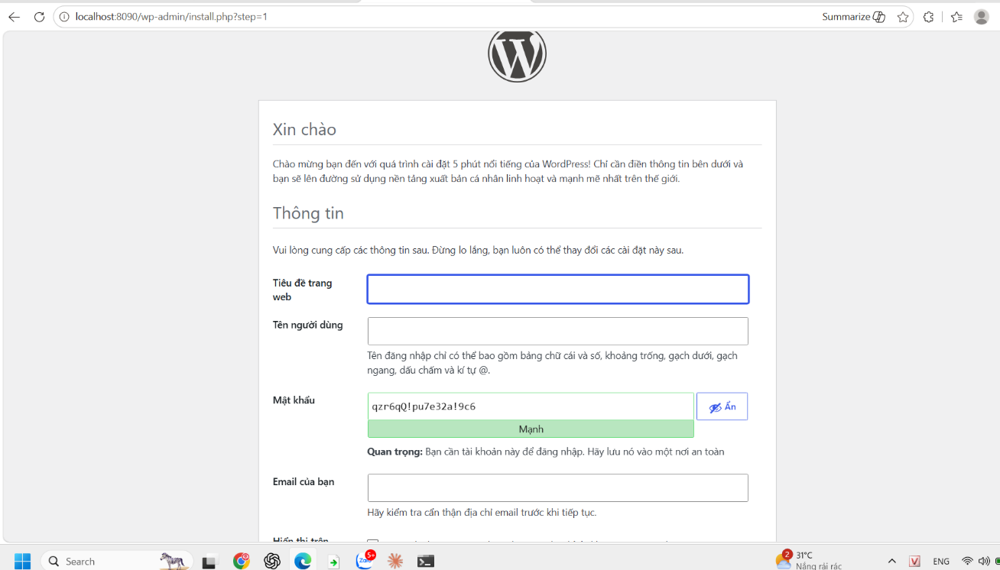 localhost:8090/wp-admin/install.php?step=1
Summarize
Xin chào
Chào mừng bạn đến với quá trình cài đặt 5 phút nổi tiếng của WordPress! Chỉ cần điền thông tin bên dưới và
bạn sẽ lên đường sử dụng nền tảng xuất bản cá nhân linh hoạt và mạnh mẽ nhất trên thế giới.
Thông tin
Vui lòng cung cấp các thông tin sau. Đừng lo lắng, bạn luôn có thể thay đổi các cài đặt này sau.
Tiêu đề trang
web
Tên người dùng
Tên đăng nhập chỉ có thể bao gồm bảng chữ cái và số, khoảng trống, gạch dưới, gạch
ngang, dấu chấm và kí tự @.
Mật khẩu
qzr6qQ!pu7e32a!9c6
Ẩn
Mạnh
Quan trọng: Bạn cần tài khoản này để đăng nhập. Hãy lưu nó vào một nơi an toàn
Email của bạn
Hãy kiểm tra cẩn thận địa chỉ email trước khi tiếp tục.
Hiển thị trên
Search
Zalo
5+
2
31°C
Nắng rải rác
ENG